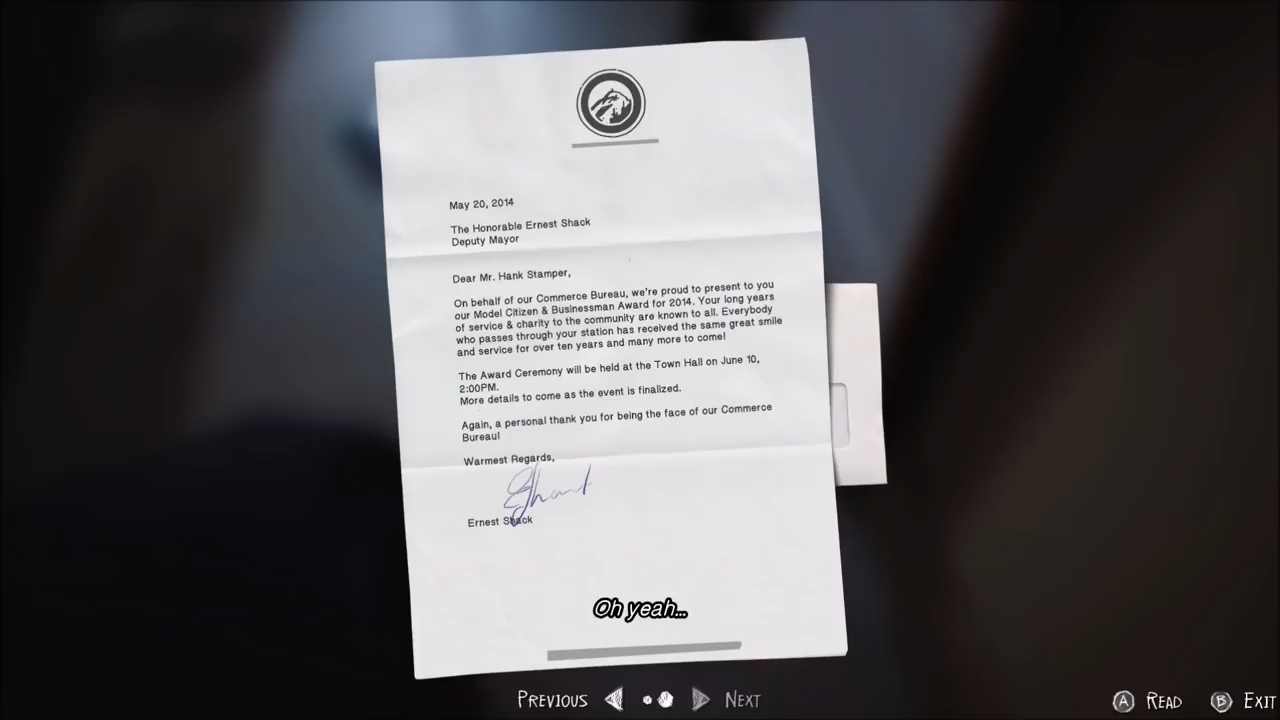 May 20, 2014
The Honorable Ernest Shack
Deputy Mayor
Dear Mr. Hank Stamper,
On behalf of our Commerce Bureau, we're proud to present to you
our Model Citizen & Businessman Award for 2014. Your long years
of service & charity to the community are known to all. Everybody
who passes through your station has received the same great smile
and service for over ten years and many more to come!
The Award Ceremony will be held at the Town Hall on June 10,
2:00PM.
More details to come as the event is finalized.
Again, a personal thank you for being the face of our Commerce
Bureau!
Warmest Regards,
Ernest Shack
Oh yeah...
PREVIOUS NEXT
A READ B EXIT